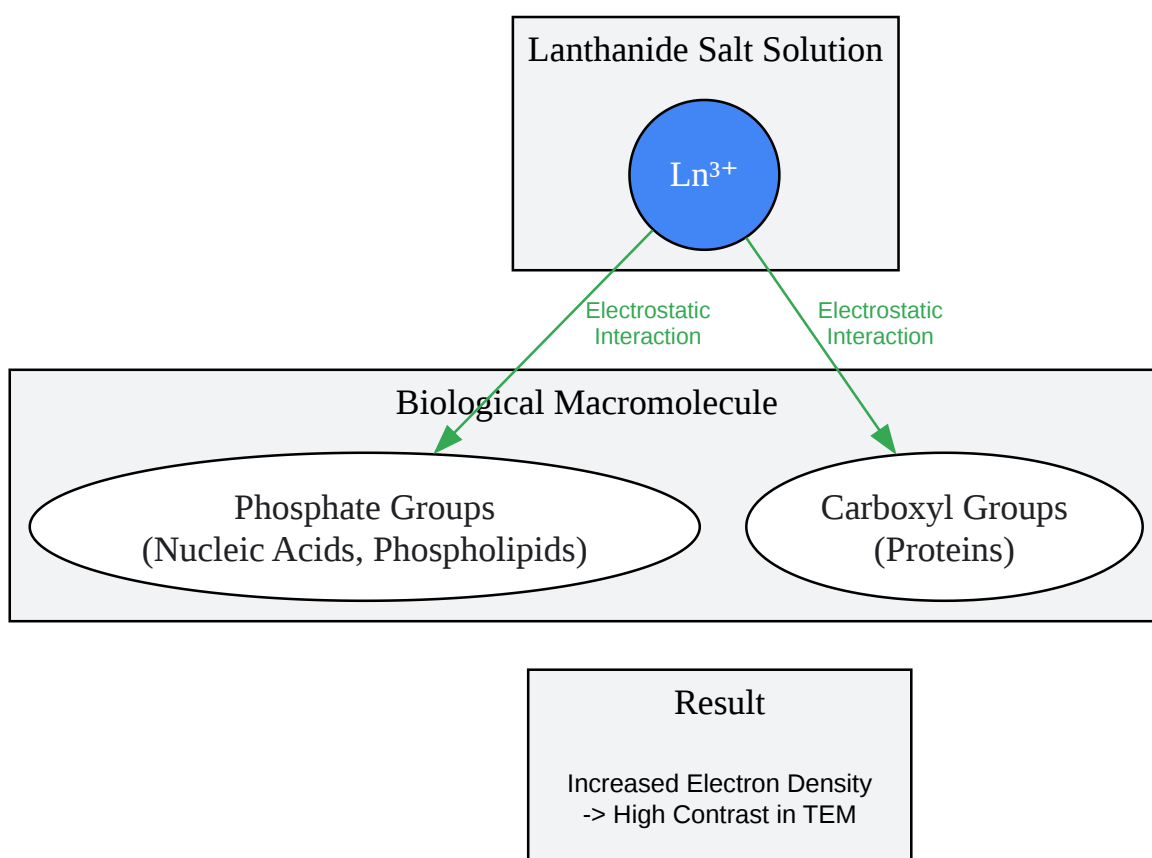 Lanthanide Salt Solution
Ln³⁺
Electrostatic
Interaction
Electrostatic
Interaction
Biological Macromolecule
Phosphate Groups
(Nucleic Acids, Phospholipids)
Carboxyl Groups
(Proteins)
Result
Increased Electron Density
-> High Contrast in TEM